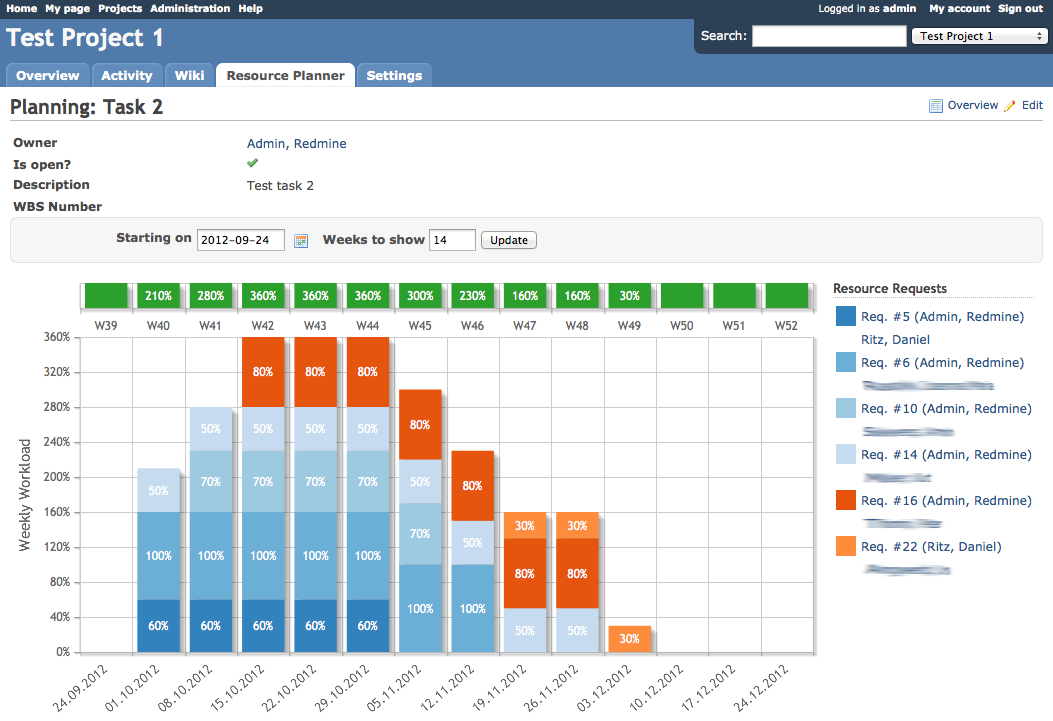 Home My page Projects Administration Help Logged in as admin My account Sign out
Test Project 1 Search: Test Project 1
Overview Activity Wiki Resource Planner Settings
Planning: Task 2 Overview Edit
Owner Admin, Redmine
Is open?
Description Test task 2
WBS Number
Starting on 2012-09-24 Weeks to show 14 Update
210% 280% 360% 360% 360% 300% 230% 160% 160% 30%
W39 W40 W41 W42 W43 W44 W45 W46 W47 W48 W49 W50 W51 W52
Weekly Workload
360%
320%
280%
240%
200%
160%
120%
80%
40%
0%
50% 100% 60%
50% 70% 100% 60%
80% 50% 70% 100% 60%
80% 50% 70% 100% 60%
80% 50% 70% 100% 60%
80% 50% 70% 100%
80% 50% 100%
30% 80% 50%
30% 80% 50%
30%
24.09.2012 01.10.2012 08.10.2012 15.10.2012 22.10.2012 29.10.2012 05.11.2012 12.11.2012 19.11.2012 26.11.2012 03.12.2012 10.12.2012 17.12.2012 24.12.2012
Resource Requests
Req. #5 (Admin, Redmine)
Ritz, Daniel
Req. #6 (Admin, Redmine)
Req. #10 (Admin, Redmine)
Req. #14 (Admin, Redmine)
Req. #16 (Admin, Redmine)
Req. #22 (Ritz, Daniel)